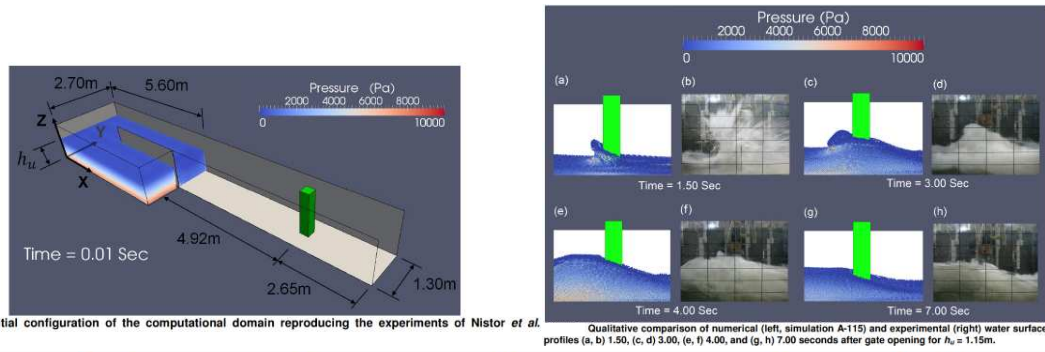 2.70m
5.60m
Pressure (Pa)
2000 4000 6000 8000
0 10000
Z
Y
X
hu
4.92m
2.65m
1.30m
Time = 0.01 Sec
tial configuration of the computational domain reproducing the experiments of Nistor et al.
Pressure (Pa)
2000 4000 6000 8000
0 10000
(a) (b) (c) (d)
Time = 1.50 Sec Time = 3.00 Sec
(e) (f) (g) (h)
Time = 4.00 Sec Time = 7.00 Sec
Qualitative comparison of numerical (left, simulation A-115) and experimental (right) water surface
profiles (a, b) 1.50, (c, d) 3.00, (e, f) 4.00, and (g, h) 7.00 seconds after gate opening for hu = 1.15m.